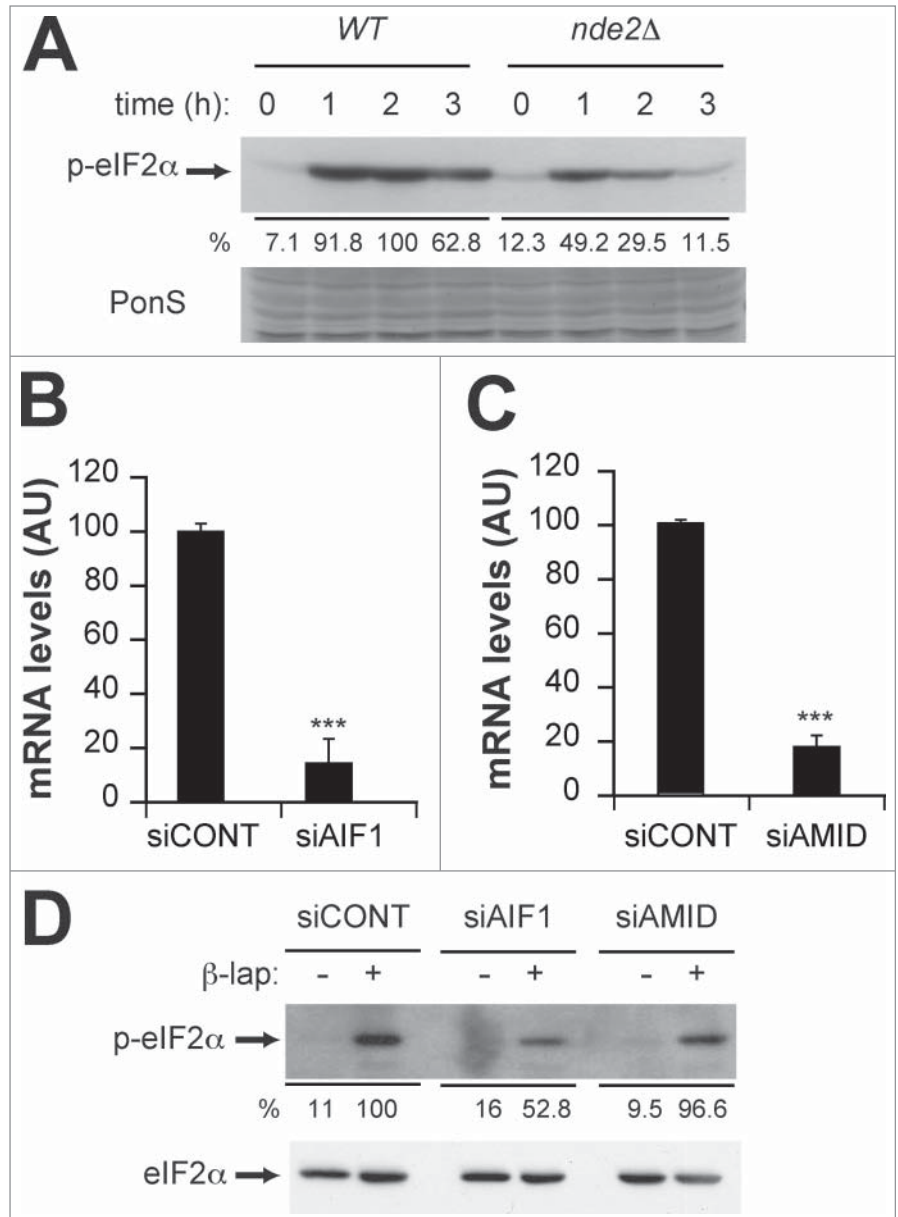 A
WT nde2Δ
time (h): 0 1 2 3 0 1 2 3
p-eIF2α
% 7.1 91.8 100 62.8 12.3 49.2 29.5 11.5
PonS
B
mRNA levels (AU)
120
100
80
60
40
20
0
***
siCONT siAIF1
C
mRNA levels (AU)
120
100
80
60
40
20
0
***
siCONT siAMID
D
siCONT siAIF1 siAMID
β-lap: - + - + - +
p-eIF2α
% 11 100 16 52.8 9.5 96.6
eIF2α